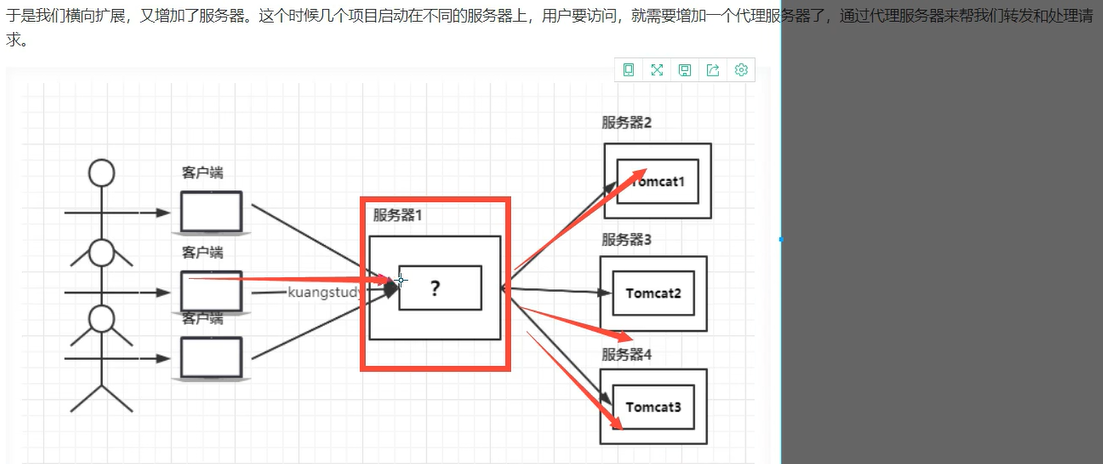 于是我们横向扩展，又增加了服务器。这个时候几个项目启动在不同的服务器上，用户要访问，就需要增加一个代理服务器了，通过代理服务器来帮我们转发和处理请
求。
服务器2
Tomcat1
客户端
服务器1
服务器3
客户端
kuangstudy
?
Tomcat2
客户端
服务器4
Tomcat3